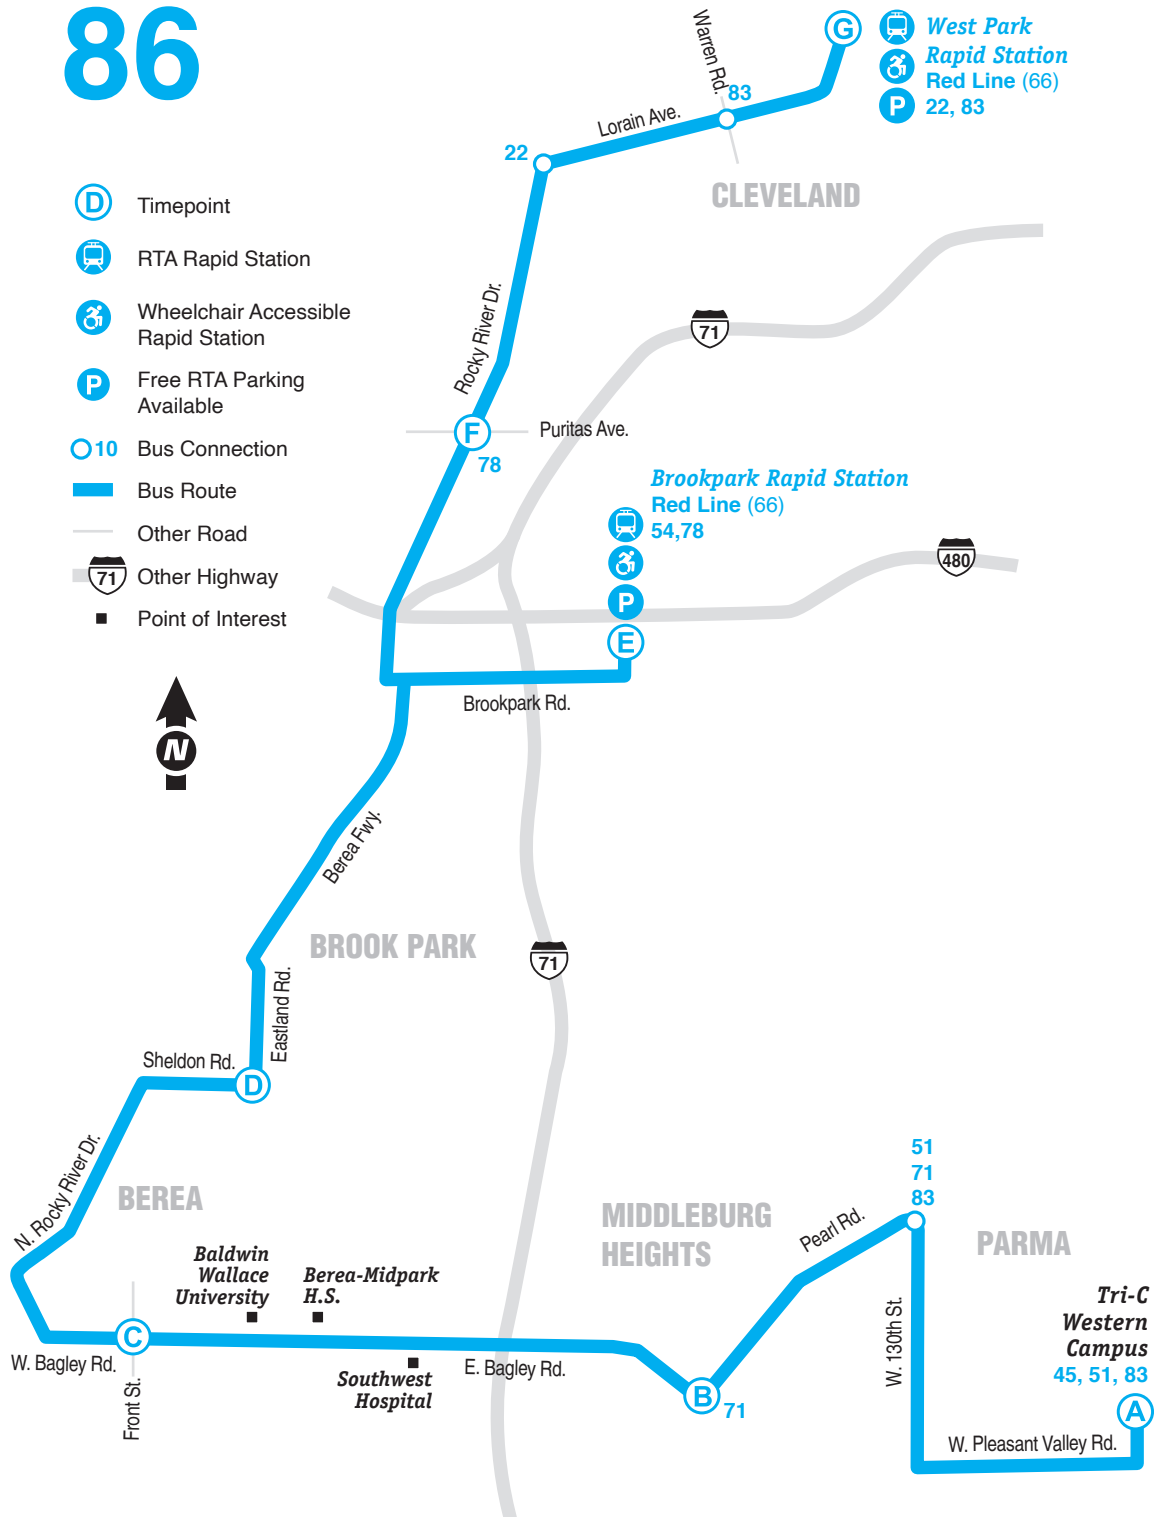 86
D Timepoint
RTA Rapid Station
Wheelchair Accessible
Rapid Station
P Free RTA Parking
Available
10 Bus Connection
Bus Route
Other Road
71 Other Highway
Point of Interest
N
G
West Park
Rapid Station
Red Line (66)
P 22, 83
Warren Rd.
83
Lorain Ave.
22
CLEVELAND
Rocky River Dr.
71
F
Puritas Ave.
78
Brookpark Rapid Station
Red Line (66)
54,78
P
E
480
Brookpark Rd.
Berea Fwy.
BROOK PARK
71
Eastland Rd.
Sheldon Rd.
D
N. Rocky River Dr.
BEREA
Baldwin
Wallace
University
Berea-Midpark
H.S.
C
W. Bagley Rd.
Front St.
Southwest
Hospital
E. Bagley Rd.
MIDDLEBURG
HEIGHTS
B
71
Pearl Rd.
51
71
83
PARMA
W. 130th St.
Tri-C
Western
Campus
45, 51, 83
A
W. Pleasant Valley Rd.